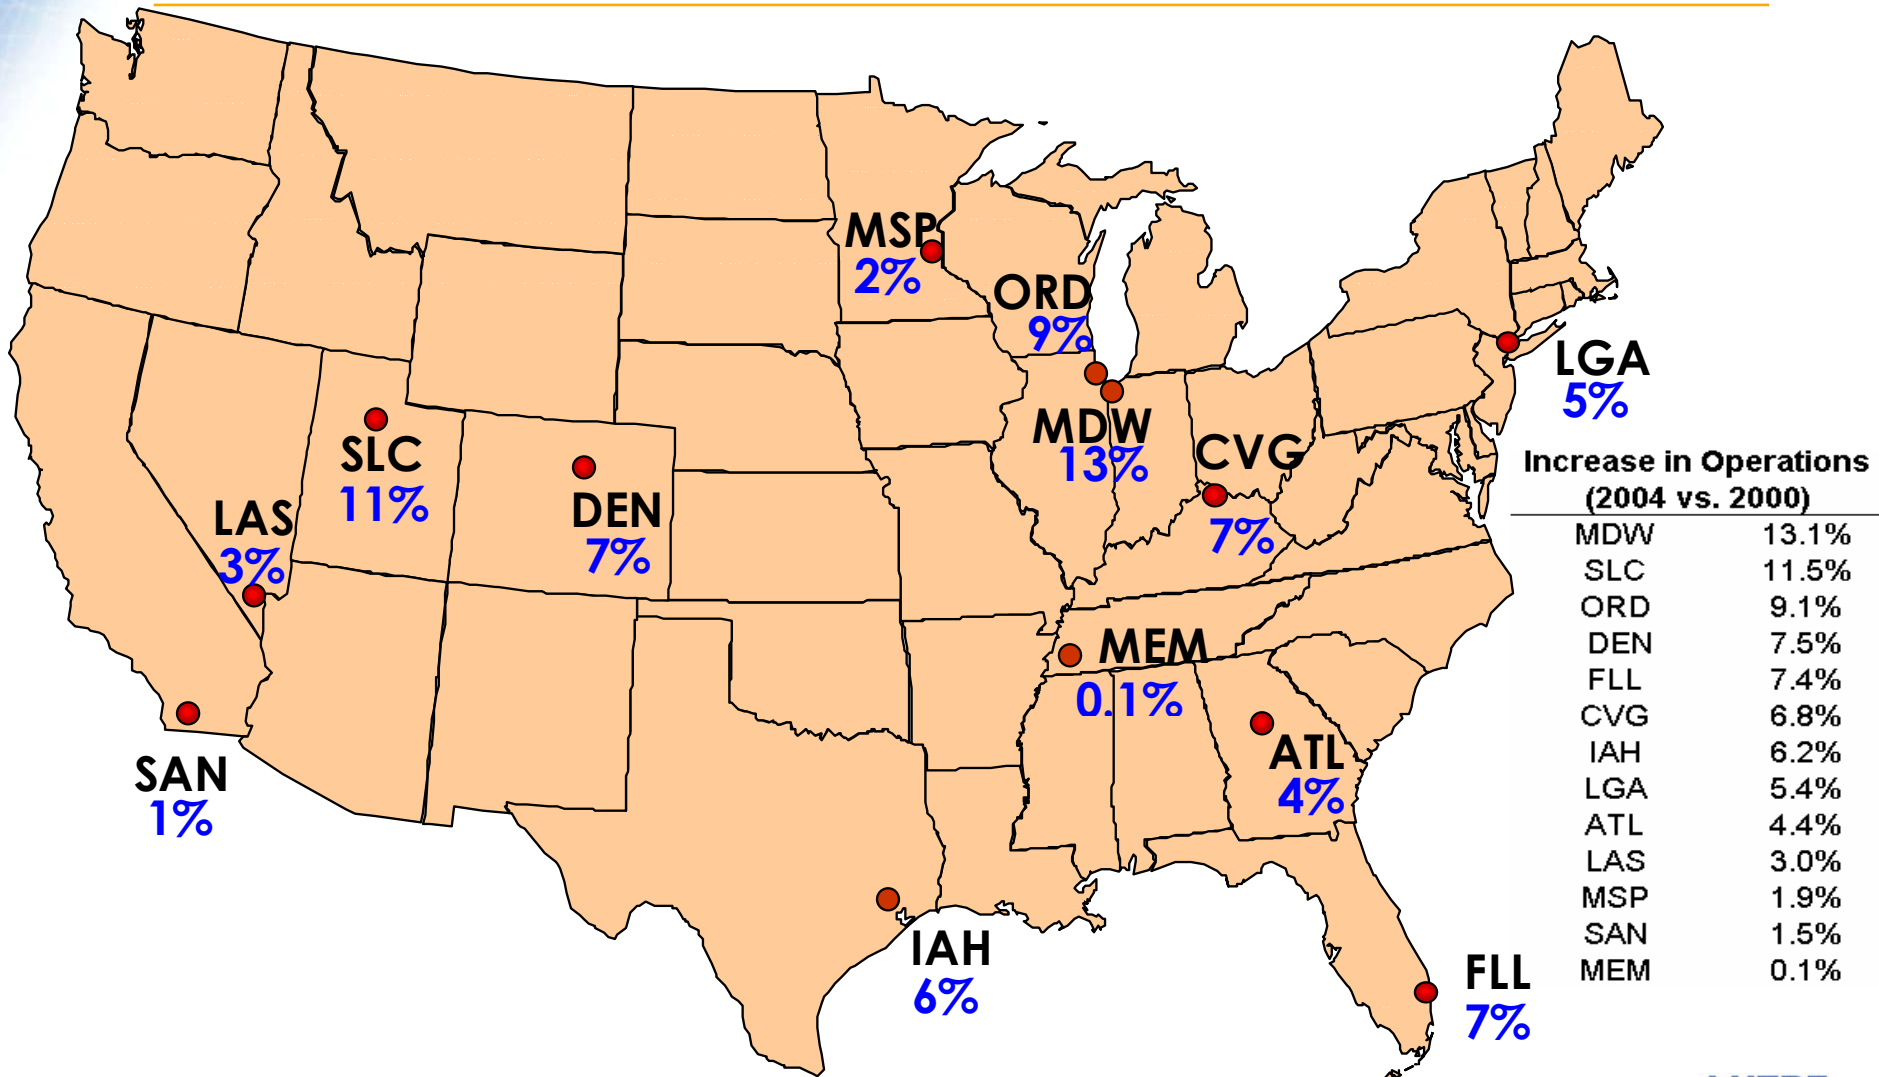 MSP
2%
ORD
9%
LGA
5%
MDW
13%
CVG
7%
SLC
11%
DEN
7%
LAS
3%
MEM
0.1%
ATL
4%
SAN
1%
IAH
6%
FLL
7%
Increase in Operations
(2004 vs. 2000)
MDW 13.1%
SLC 11.5%
ORD 9.1%
DEN 7.5%
FLL 7.4%
CVG 6.8%
IAH 6.2%
LGA 5.4%
ATL 4.4%
LAS 3.0%
MSP 1.9%
SAN 1.5%
MEM 0.1%